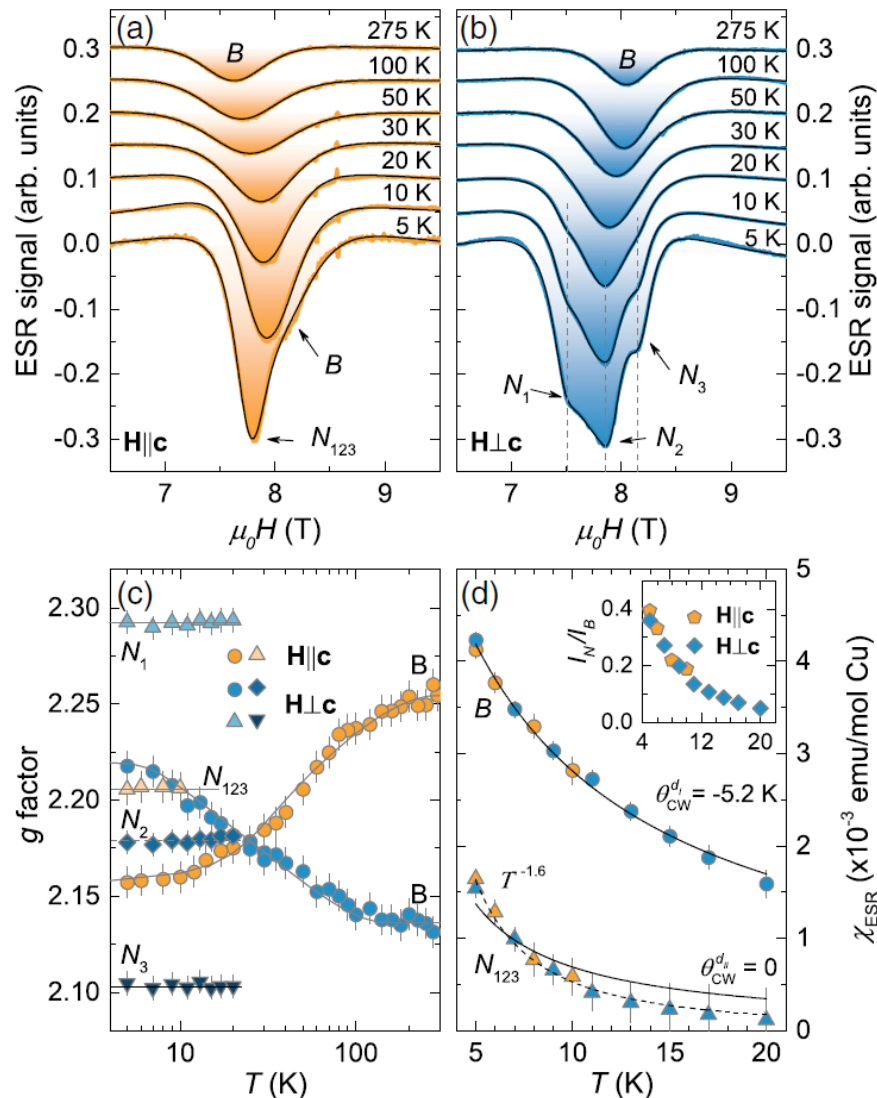 (a)
275 K
B
100 K
50 K
30 K
20 K
10 K
5 K
B
N123
H||c
0.3
0.2
0.1
0.0
-0.1
-0.2
-0.3
ESR signal (arb. units)
7 8 9
μ0H (T)
(b)
275 K
B
100 K
50 K
30 K
20 K
10 K
5 K
N1
N2
N3
H⊥c
0.3
0.2
0.1
0.0
-0.1
-0.2
-0.3
ESR signal (arb. units)
7 8 9
μ0H (T)
(c)
2.30
2.25
2.20
2.15
2.10
g factor
N1
H||c
H⊥c
B
N123
N2
B
N3
10 100
T (K)
(d)
0.4
0.2
0.0
IN/IB
H||c
H⊥c
4 12 20
B
θCW^dI = -5.2 K
T^-1.6
N123
θCW^dII = 0
5
4
3
2
1
0
χESR (x10^-3 emu/mol Cu)
5 10 15 20
T (K)